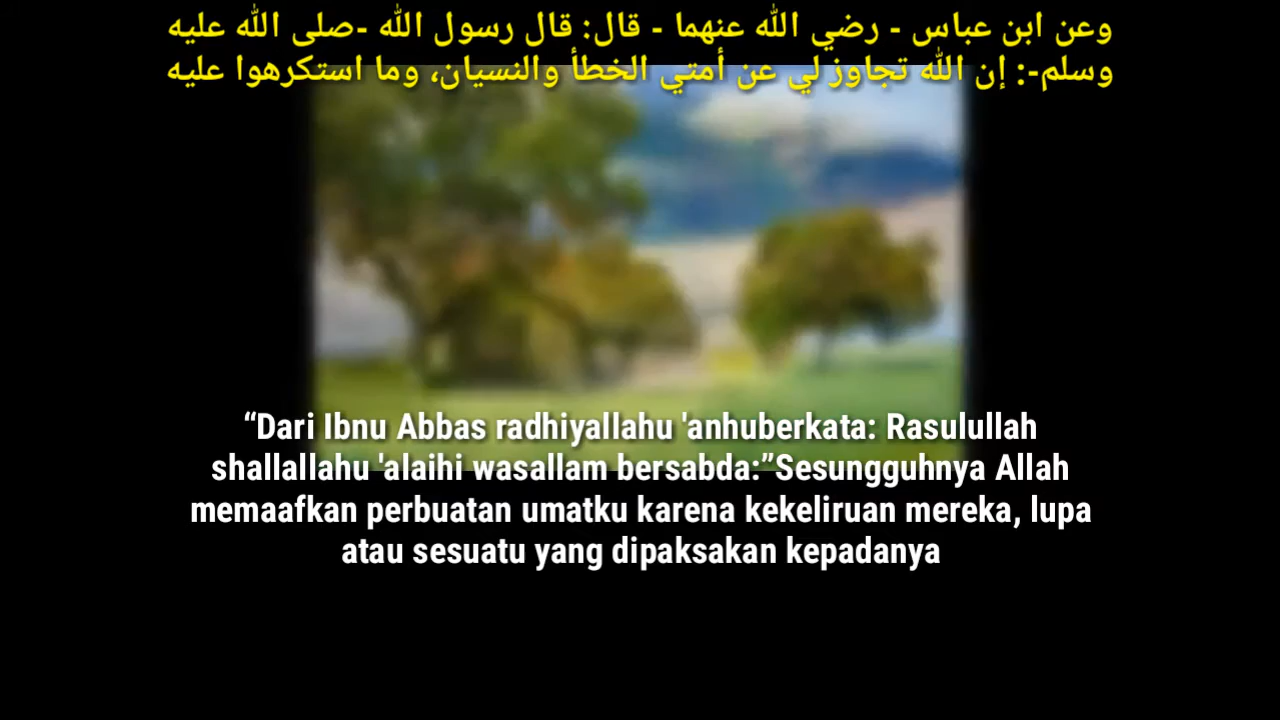 وعن ابن عباس - رضي الله عنهما - قال: قال رسول الله -صلى الله عليه
وسلم-: إن الله تجاوز لي عن أمتي الخطأ والنسيان، وما استكرهوا عليه
“Dari Ibnu Abbas radhiyallahu 'anhuberkata: Rasulullah
shallallahu 'alaihi wasallam bersabda:”Sesungguhnya Allah
memaafkan perbuatan umatku karena kekeliruan mereka, lupa
atau sesuatu yang dipaksakan kepadanya